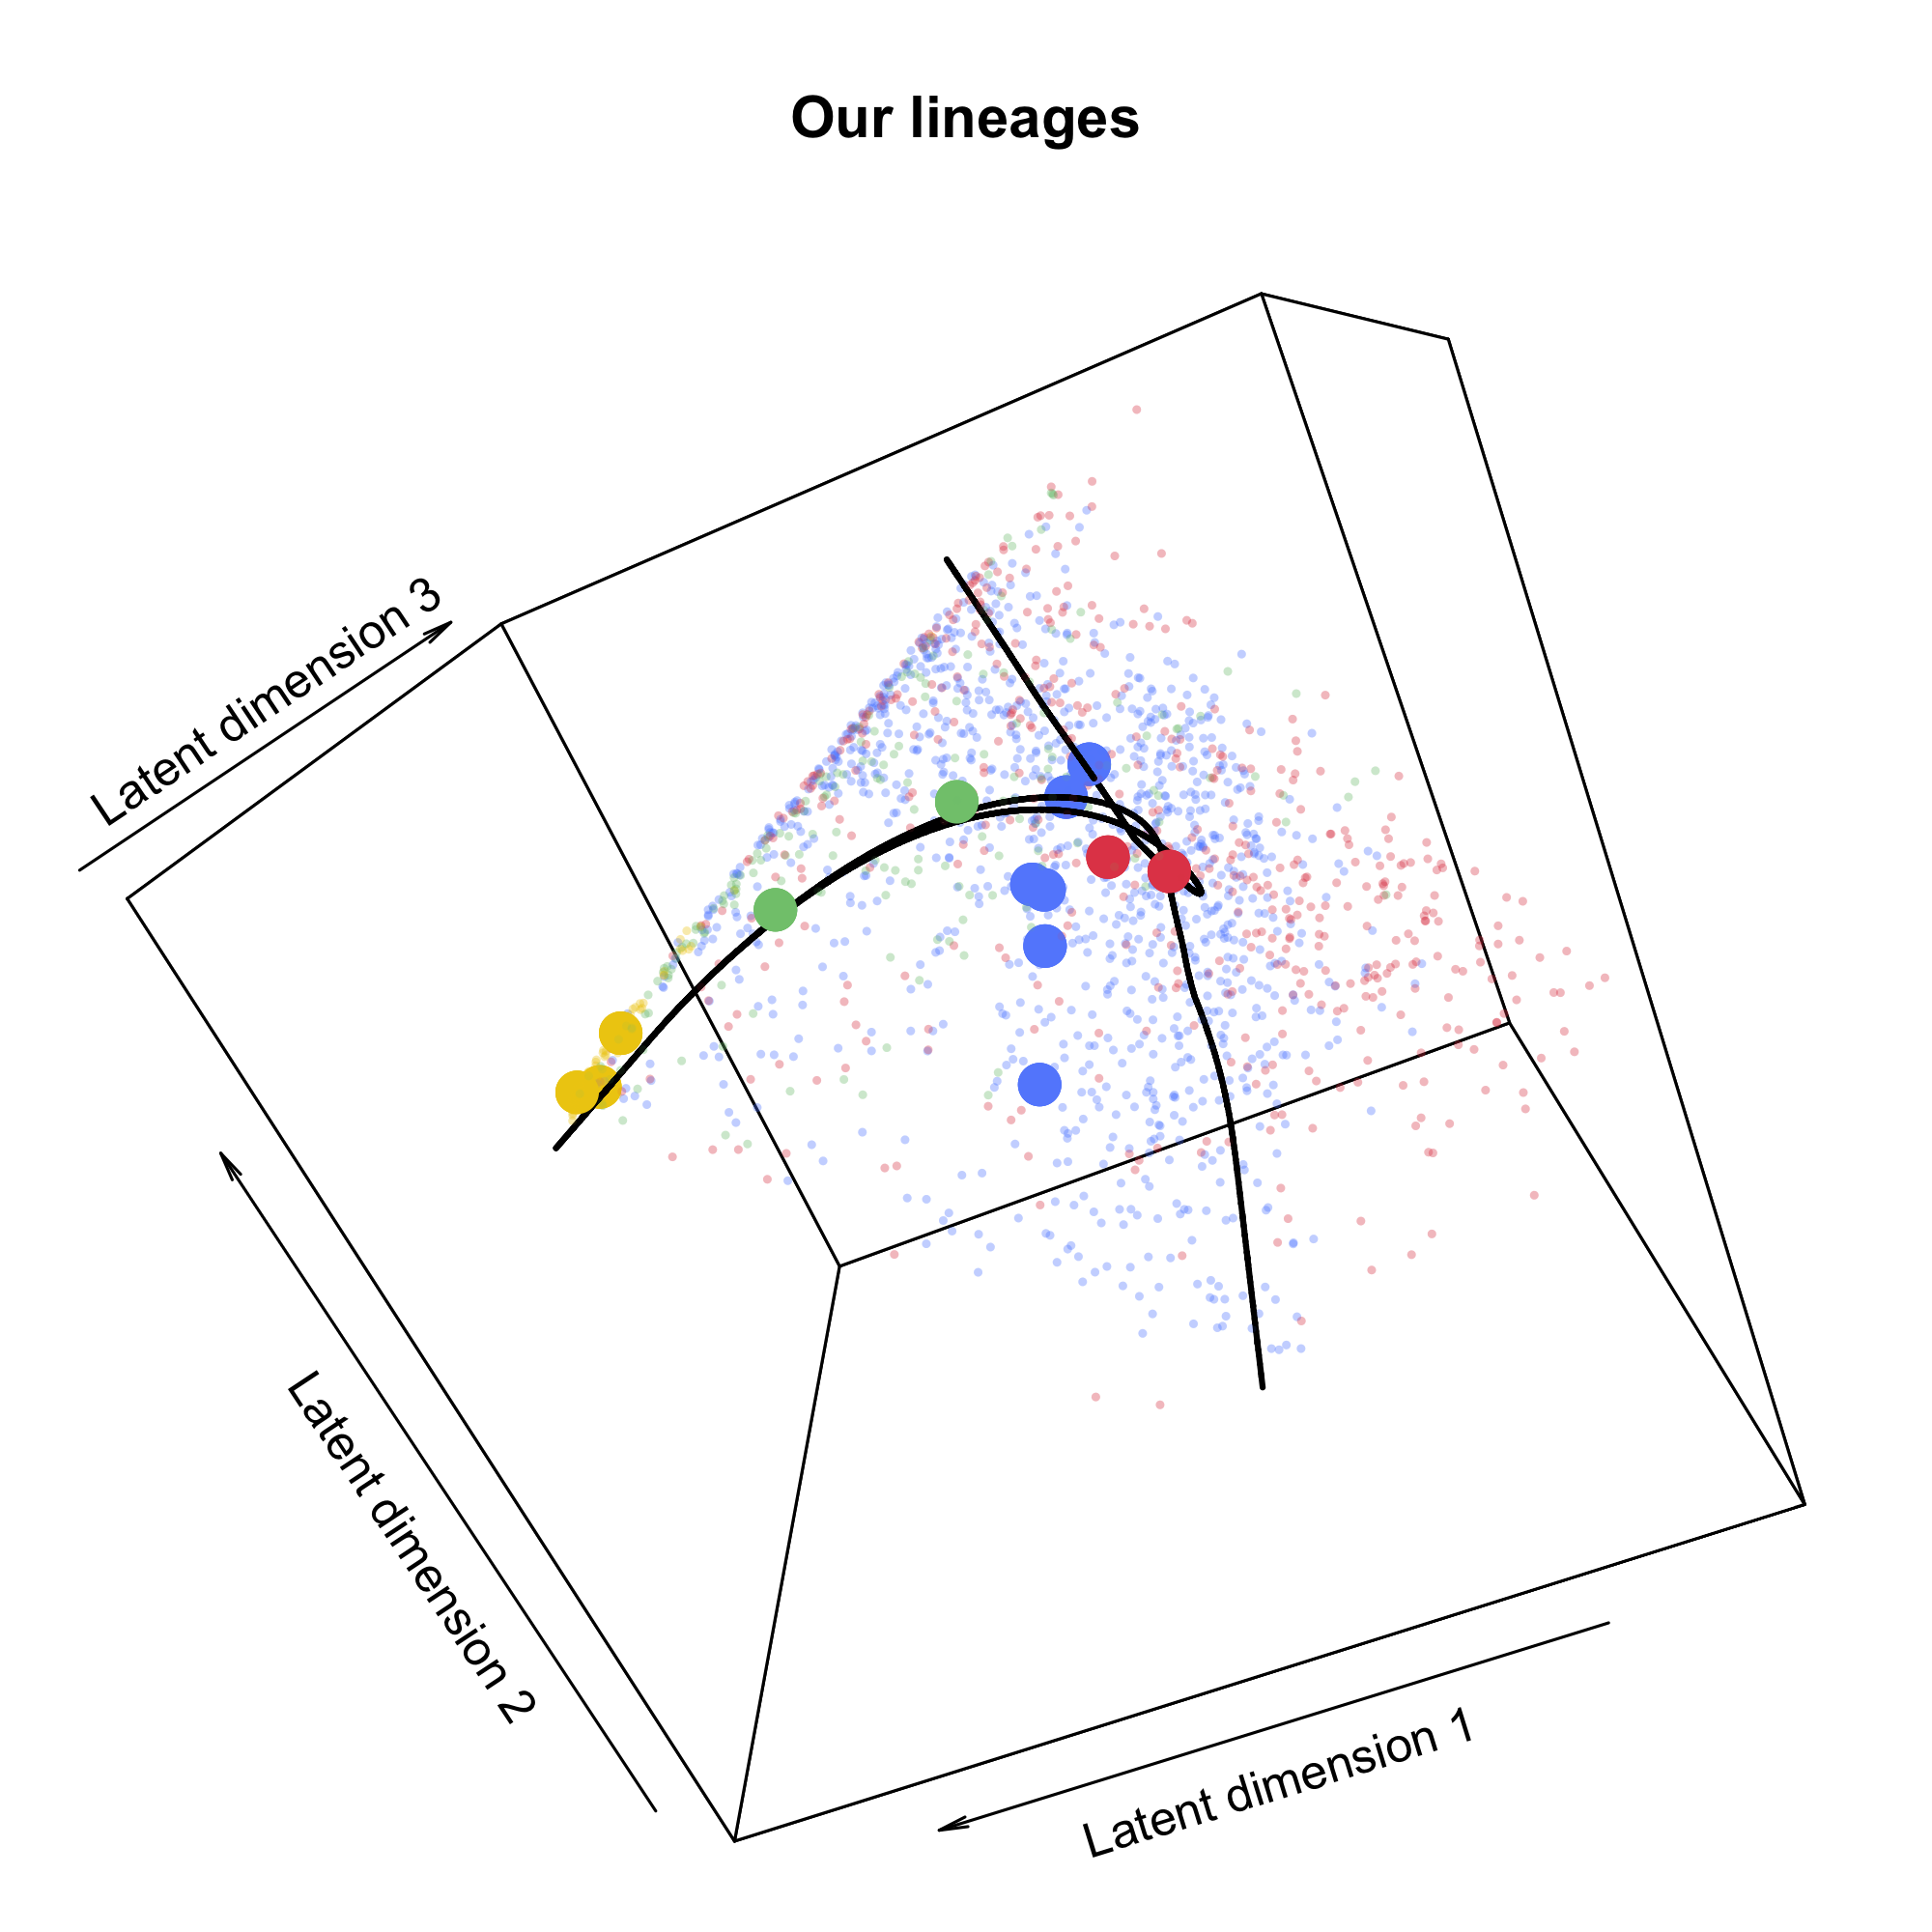 Our lineages
Latent dimension 3
Latent dimension 2
Latent dimension 1